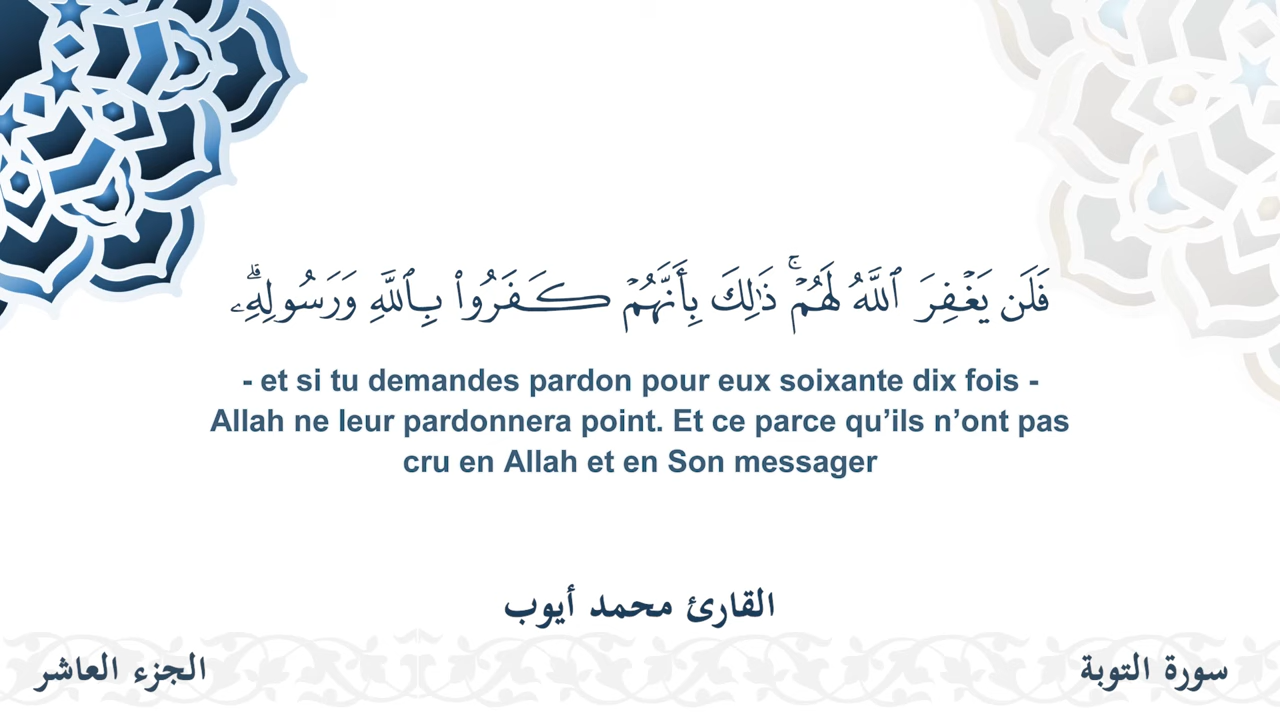 فَلَن يَغۡفِرَ ٱللَّهُ لَهُمۡۚ ذَٰلِكَ بِأَنَّهُمۡ كَفَرُواْ بِٱللَّهِ وَرَسُولِهِۦۗ
- et si tu demandes pardon pour eux soixante dix fois -
Allah ne leur pardonnera point. Et ce parce qu’ils n’ont pas
cru en Allah et en Son messager
القارئ محمد أيوب
سورة التوبة
الجزء العاشر